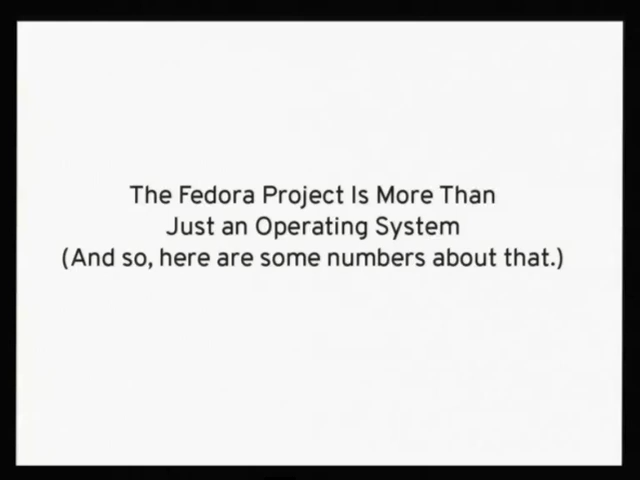 The Fedora Project Is More Than
Just an Operating System
(And so, here are some numbers about that.)